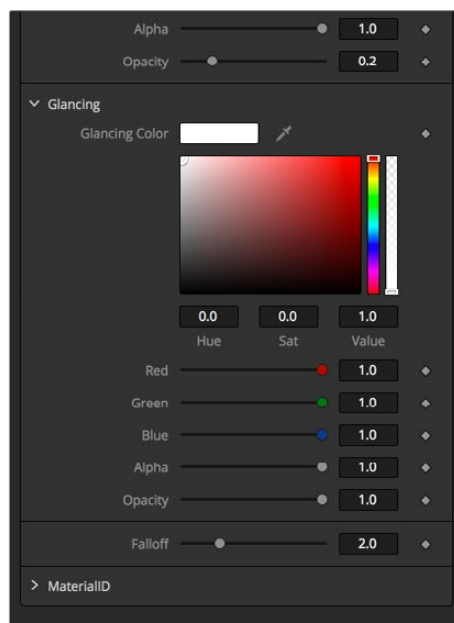 Alpha 1.0
Opacity 0.2
Glancing
Glancing Color
0.0 0.0 1.0
Hue Sat Value
Red 1.0
Green 1.0
Blue 1.0
Alpha 1.0
Opacity 1.0
Falloff 2.0
MaterialID